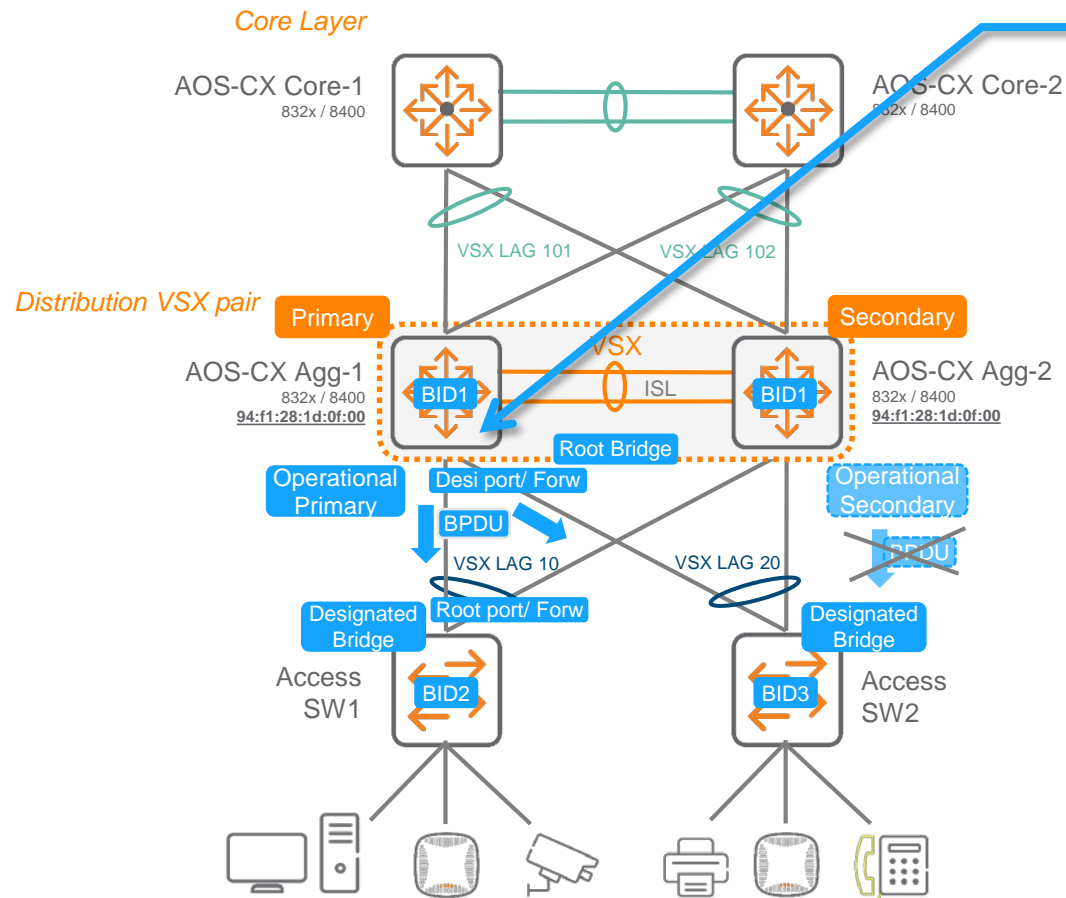 Core Layer
AOS-CX Core-1
832x / 8400
AOS-CX Core-2
832x / 8400
VSX LAG 101
VSX LAG 102
Distribution VSX pair
Primary
Secondary
VSX
AOS-CX Agg-1
832x / 8400
94:f1:28:1d:0f:00
BID1
ISL
BID1
AOS-CX Agg-2
832x / 8400
94:f1:28:1d:0f:00
Root Bridge
Operational
Primary
Desi port/ Forw
Operational
Secondary
BPDU
BPDU
VSX LAG 10
VSX LAG 20
Root port/ Forw
Designated
Bridge
Designated
Bridge
Access
SW1
BID2
BID3
Access
SW2